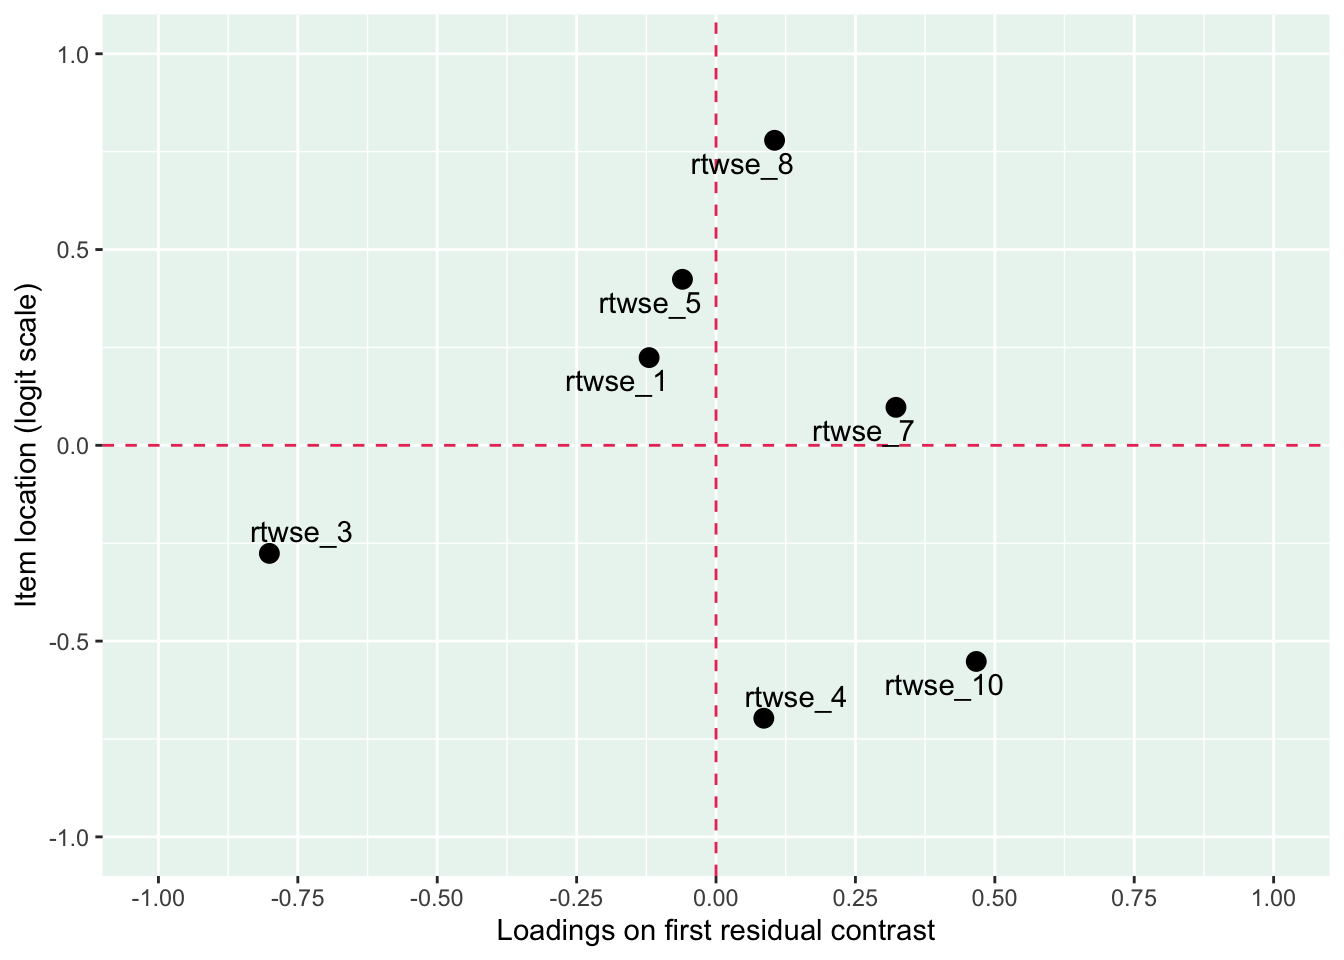 1.0
rtwse_8
0.5
rtwse_5
rtwse_1
rtwse_7
0.0
rtwse_3
-0.5
rtwse_10
rtwse_4
-1.0
Item location (logit scale)
-1.00 -0.75 -0.50 -0.25 0.00 0.25 0.50 0.75 1.00
Loadings on first residual contrast